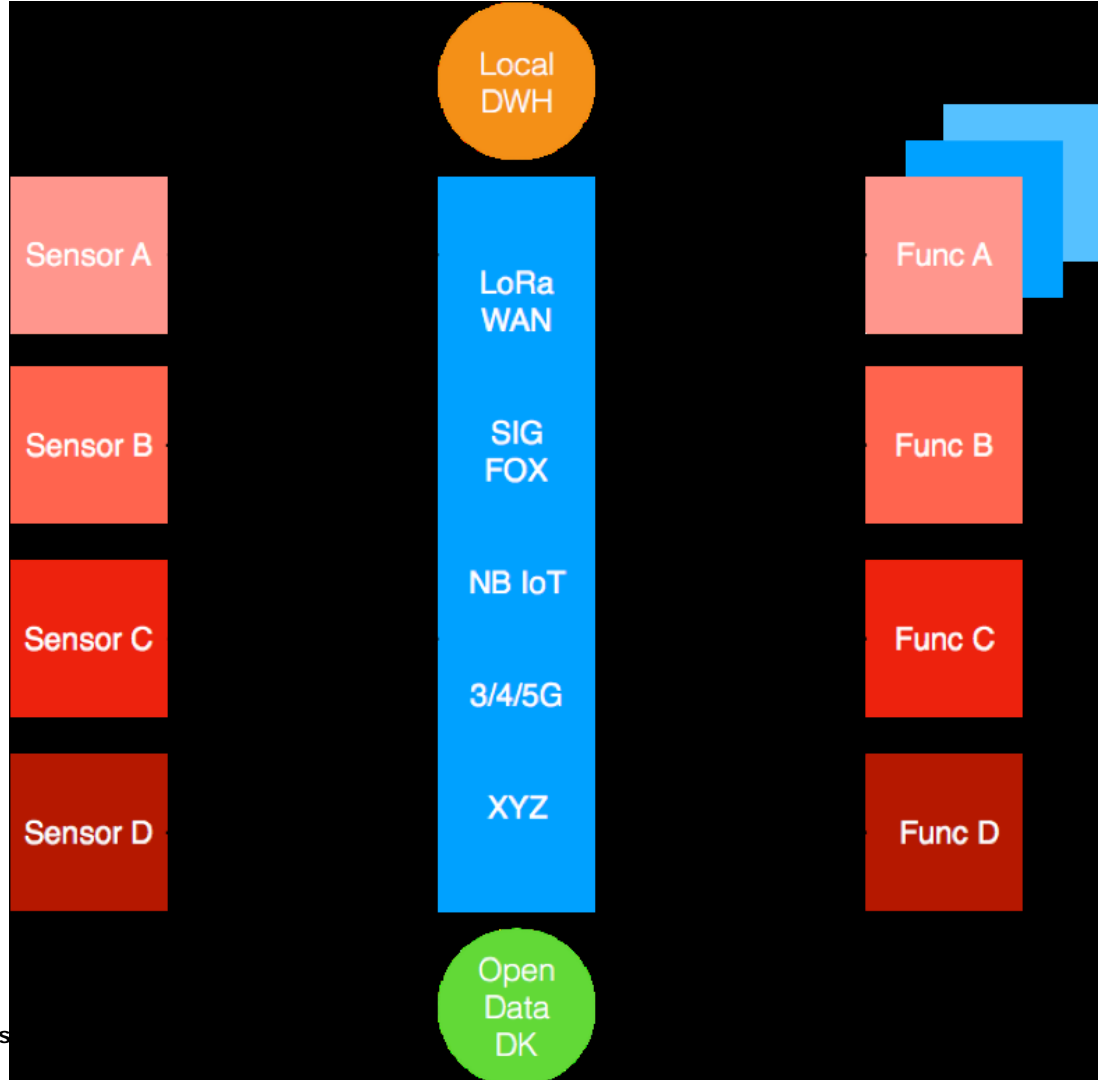 Local
DWH
Sensor A
Sensor B
Sensor C
Sensor D
LoRa
WAN
SIG
FOX
NB IoT
3/4/5G
XYZ
Func A
Func B
Func C
Func D
Open
Data
DK
s